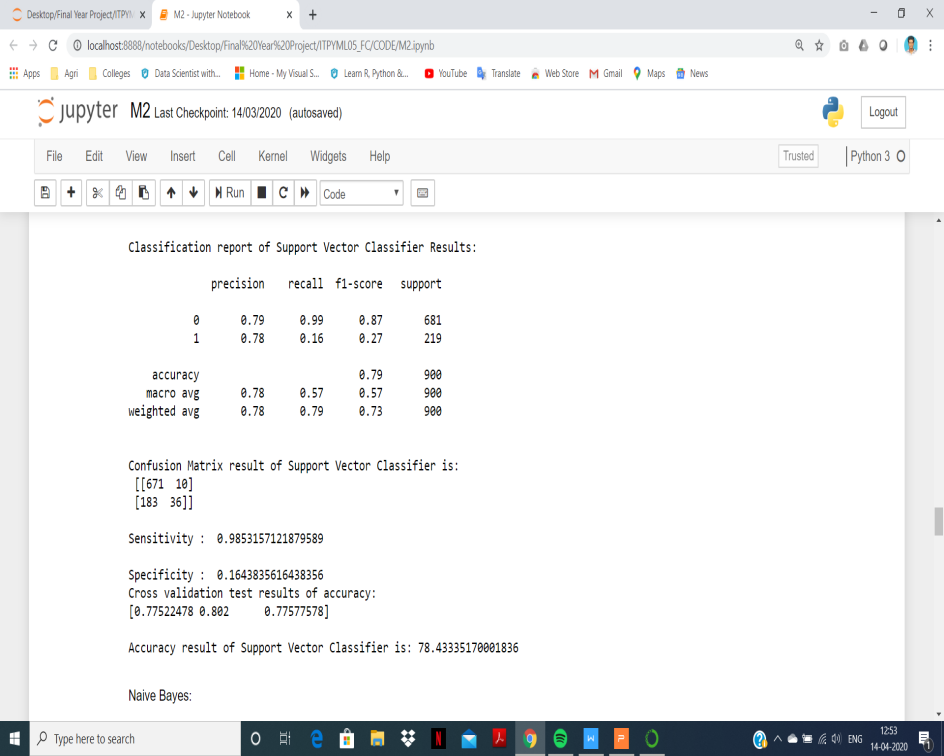 Desktop/Final Year Project/ITPYM x M2 - Jupyter Notebook x +
localhost:8888/notebooks/Desktop/Final%20Year%20Project/ITPYML05_FC/CODE/M2.ipynb
Apps Agri Colleges Data Scientist with... Home - My Visual S... Learn R, Python &... YouTube Translate Web Store Gmail Maps News
jupyter M2 Last Checkpoint: 14/03/2020 (autosaved) Logout
File Edit View Insert Cell Kernel Widgets Help Trusted Python 3
Run Code
Classification report of Support Vector Classifier Results:
precision recall f1-score support
0 0.79 0.99 0.87 681
1 0.78 0.16 0.27 219
accuracy 0.79 900
macro avg 0.78 0.57 0.57 900
weighted avg 0.78 0.79 0.73 900
Confusion Matrix result of Support Vector Classifier is:
[[671 10]
[183 36]]
Sensitivity : 0.9853157121879589
Specificity : 0.1643835616438356
Cross validation test results of accuracy:
[0.77522478 0.802 0.77577578]
Accuracy result of Support Vector Classifier is: 78.43335170001836
Naive Bayes:
Type here to search ENG 12:53
14-04-2020 1